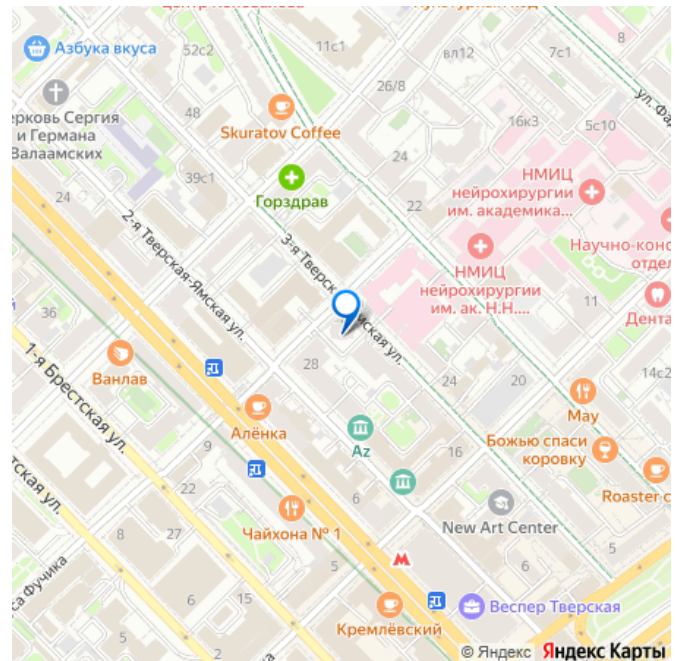 Азбука вкуса
52с2
11с1
вл12
7с1
8
26/8
ерковь Сергия
и Германа
Валаамских
48
Skuratov Coffee
16к3
5с10
24
39с1
НМИЦ
нейрохирургии
им. академика...
24
Горздрав
22
2-я Тверская-Ямская ул.
НМИЦ
нейрохирургии
им. ак. Н.Н....
Научно-конс
отдел
11
Дента
36
28
14с2
Ванлав
24
20
1-я Брестская ул.
Алёнка
May
Az
9
16
Божью спаси
коровку
22
6
Roaster c
Чайхона № 1
New Art Center
тская ул.
8
27
5
6
5
са Фучика
6
15
Веспер Тверская
5
Кремлёвский
2
© Яндекс Яндекс Карты